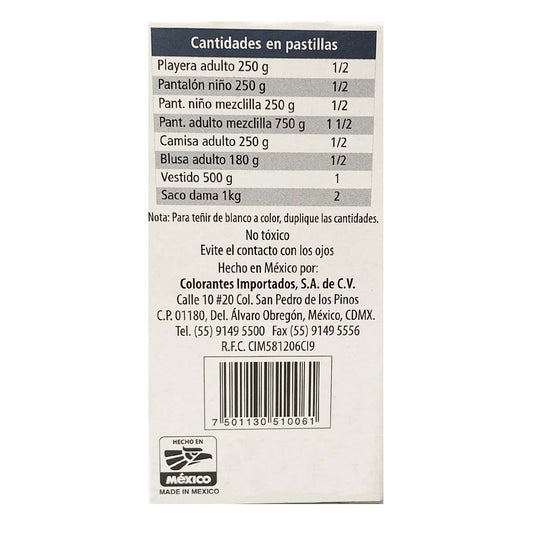 Cantidades en pastillas
Playera adulto 250 g 1/2
Pantalón niño 250 g 1/2
Pant. niño mezclilla 250 g 1/2
Pant. adulto mezclilla 750 g 1 1/2
Camisa adulto 250 g 1/2
Blusa adulto 180 g 1/2
Vestido 500 g 1
Saco dama 1kg 2
Nota: Para teñir de blanco a color, duplique las cantidades.
No tóxico
Evite el contacto con los ojos
Hecho en México por:
Colorantes Importados, S.A. de C.V.
Calle 10 #20 Col. San Pedro de los Pinos
C.P. 01180, Del. Álvaro Obregón, México, CDMX.
Tel. (55) 9149 5500 Fax (55) 9149 5556
R.F.C. CIM581206CI9
7 501130 510061
HECHO EN
MÉXICO
MADE IN MEXICO